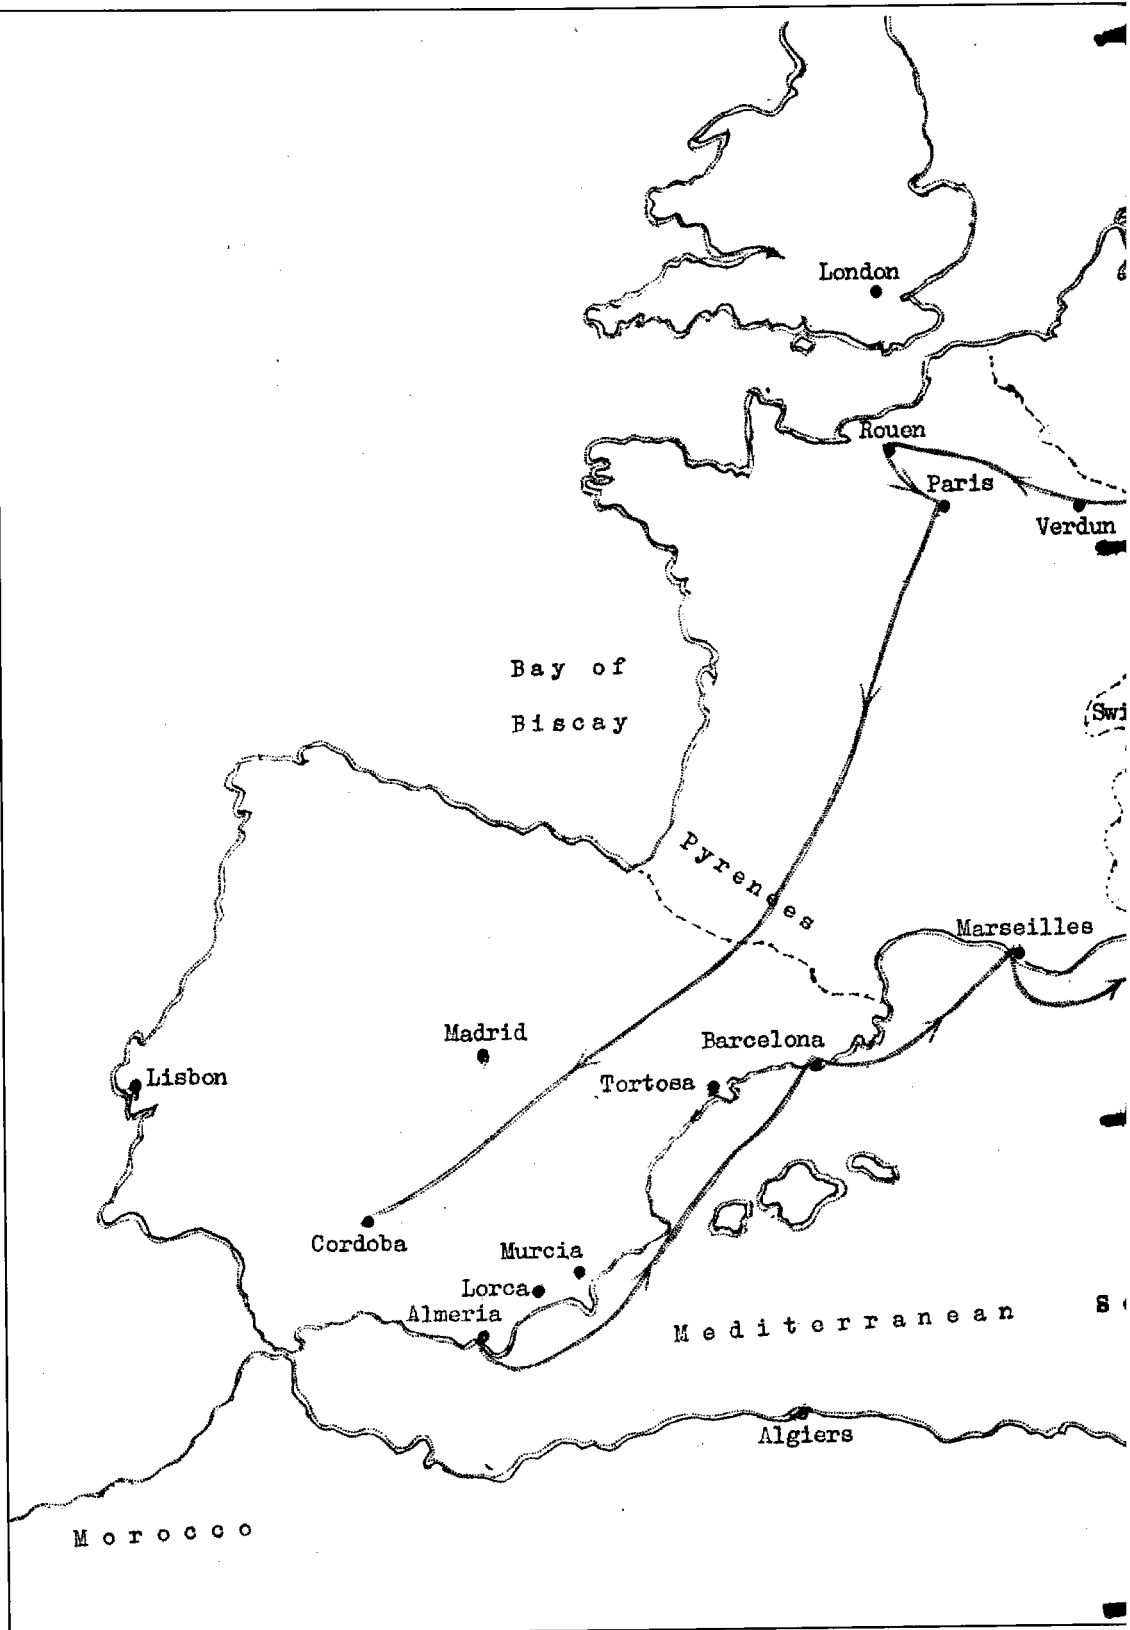 London
Rouen
Paris
Verdun
Bay of
Biscay
Swi
Pyrenees
Marseilles
Madrid
Barcelona
Lisbon
Tortosa
Cordoba
Murcia
Lorca
Almeria
Mediterranean
Algiers
Morocco